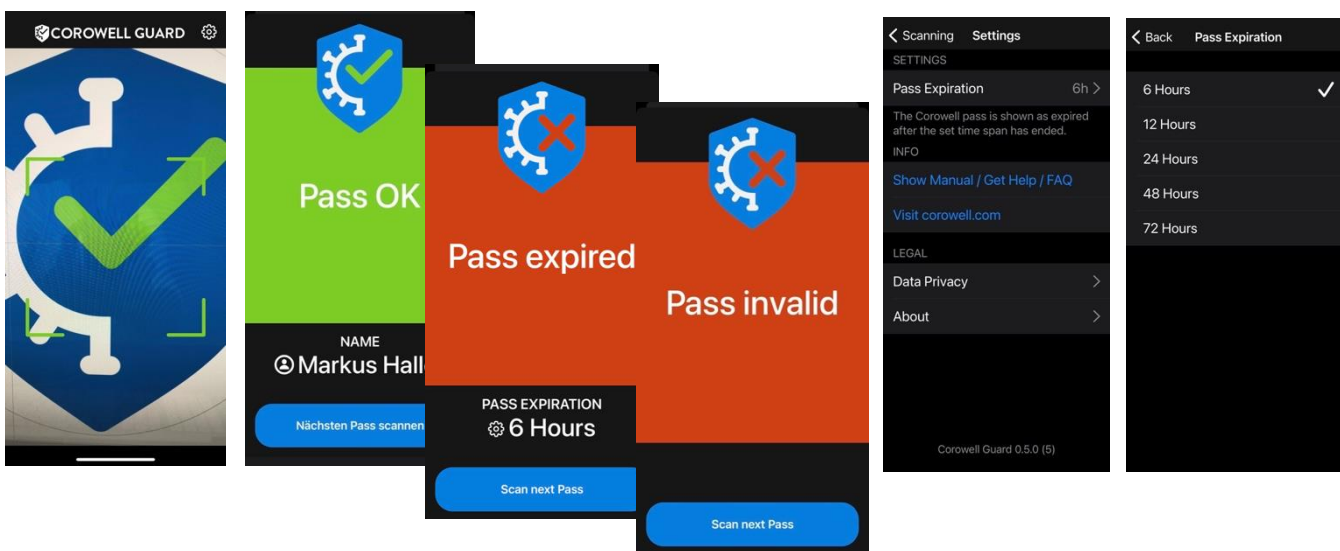 COROWELL GUARD
Pass OK
NAME
Markus Hall
Nächsten Pass scannen
Pass expired
PASS EXPIRATION
6 Hours
Scan next Pass
Pass invalid
Scan next Pass
Scanning Settings
SETTINGS
Pass Expiration 6h
The Corowell pass is shown as expired
after the set time span has ended.
INFO
Show Manual / Get Help / FAQ
Visit corowell.com
LEGAL
Data Privacy
About
Corowell Guard 0.5.0 (5)
Back Pass Expiration
6 Hours
12 Hours
24 Hours
48 Hours
72 Hours